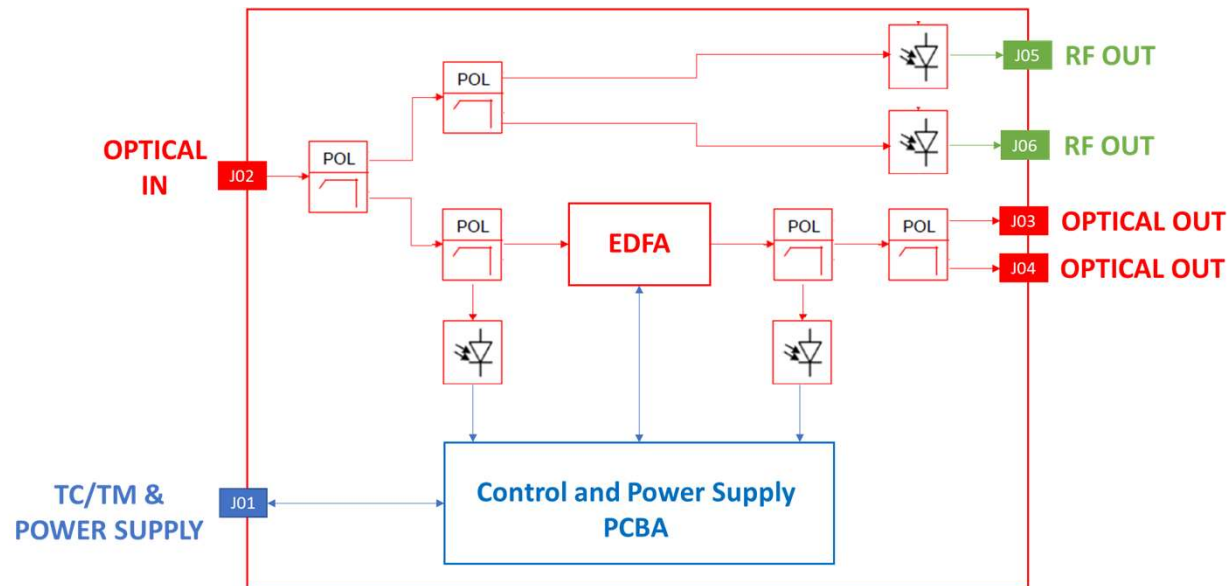 J05
RF OUT
POL
J06
RF OUT
OPTICAL
IN
J02
POL
POL
EDFA
POL
POL
J03
OPTICAL OUT
J04
OPTICAL OUT
TC/TM &
POWER SUPPLY
J01
Control and Power Supply
PCBA